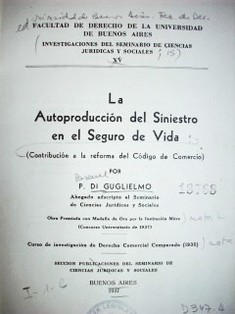 FACULTAD DE DERECHO DE LA UNIVERSIDAD
DE BUENOS AIRES
(INVESTIGACIONES DEL SEMINARIO DE CIENCIAS
JURIDICAS Y SOCIALES)
XV
La
Autoproducción del Siniestro
en el Seguro de Vida
(Contribución a la reforma del Código de Comercio)
POR
P. DI GUGLIELMO
Abogado adscripto al Seminario
de Ciencias Jurídicas y Sociales
Obra Premiada con Medalla de Oro por la Institución Mitre
(Concurso Universitario de 1937)
Curso de investigación de Derecho Comercial Comparado (1935)
SECCION PUBLICACIONES DEL SEMINARIO DE
CIENCIAS JURIDICAS Y SOCIALES
BUENOS AIRES
1937
I-1-6
D347-A